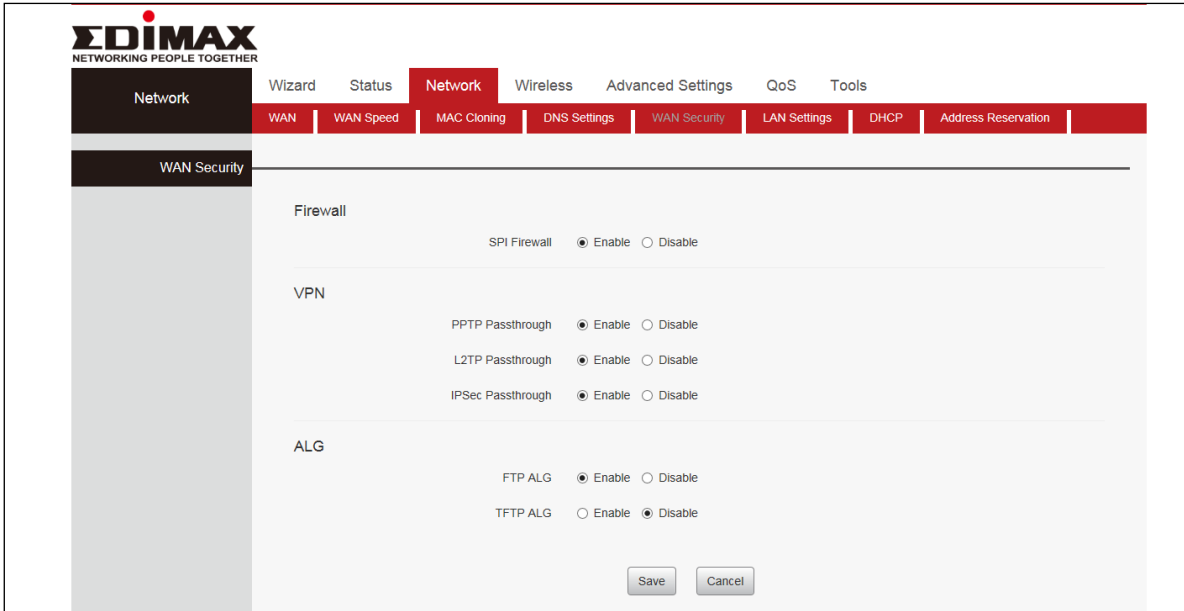 EDIMAX
NETWORKING PEOPLE TOGETHER
Network
Wizard Status Network Wireless Advanced Settings QoS Tools
WAN WAN Speed MAC Cloning DNS Settings WAN Security LAN Settings DHCP Address Reservation
WAN Security
Firewall
SPI Firewall Enable Disable
VPN
PPTP Passthrough Enable Disable
L2TP Passthrough Enable Disable
IPSec Passthrough Enable Disable
ALG
FTP ALG Enable Disable
TFTP ALG Enable Disable
Save Cancel